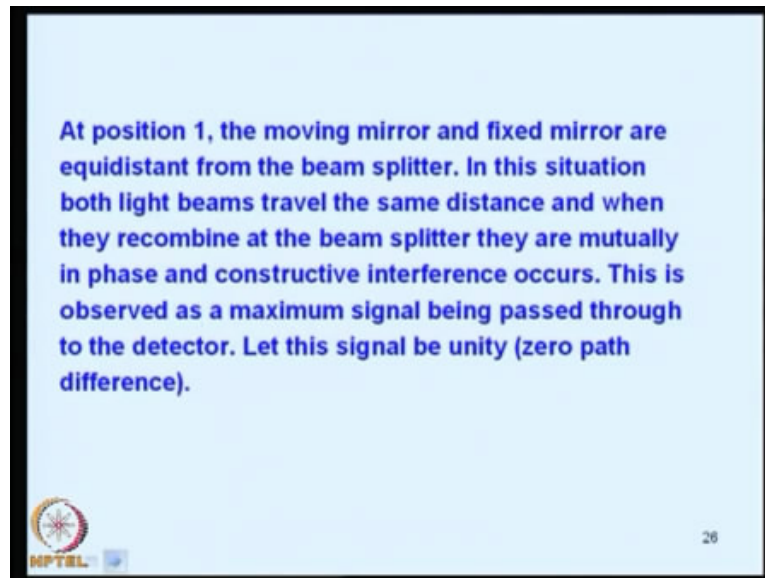 At position 1, the moving mirror and fixed mirror are
equidistant from the beam splitter. In this situation
both light beams travel the same distance and when
they recombine at the beam splitter they are mutually
in phase and constructive interference occurs. This is
observed as a maximum signal being passed through
to the detector. Let this signal be unity (zero path
difference).
26
NPTEL